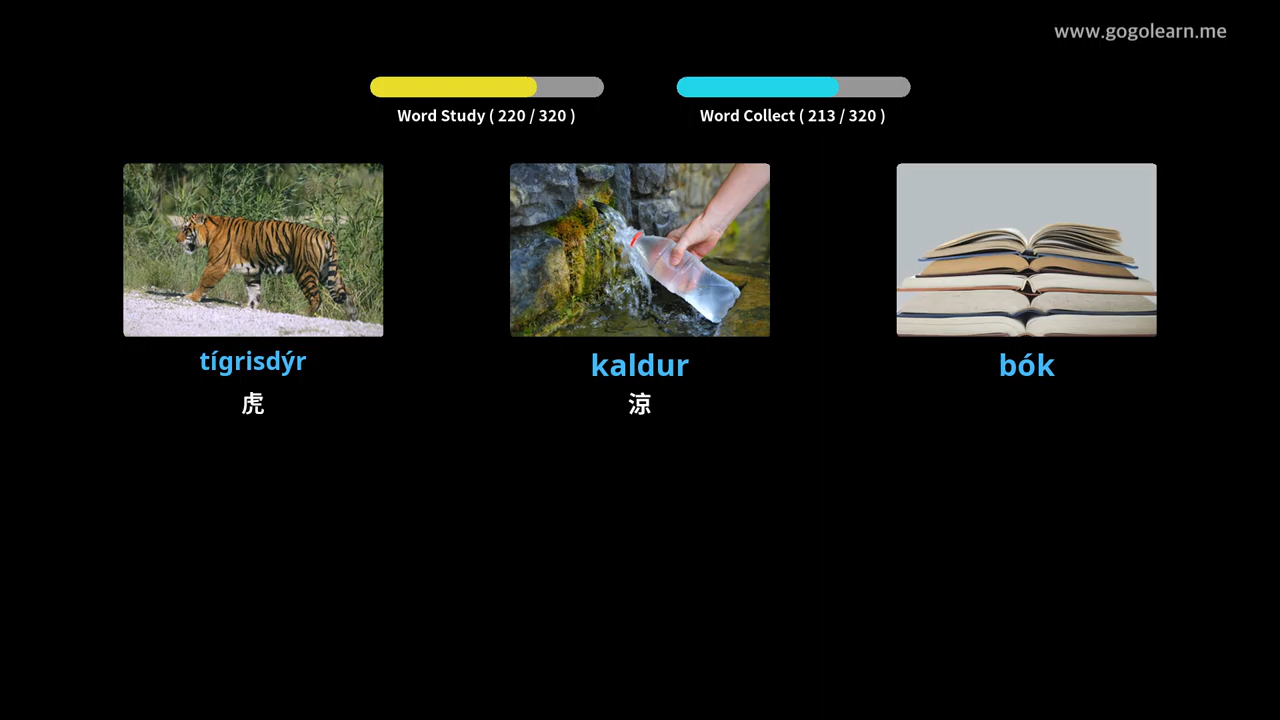 www.gogolearn.me
Word Study ( 220 / 320 )
Word Collect ( 213 / 320 )
tígrisdýr
kaldur
bók
虎
涼